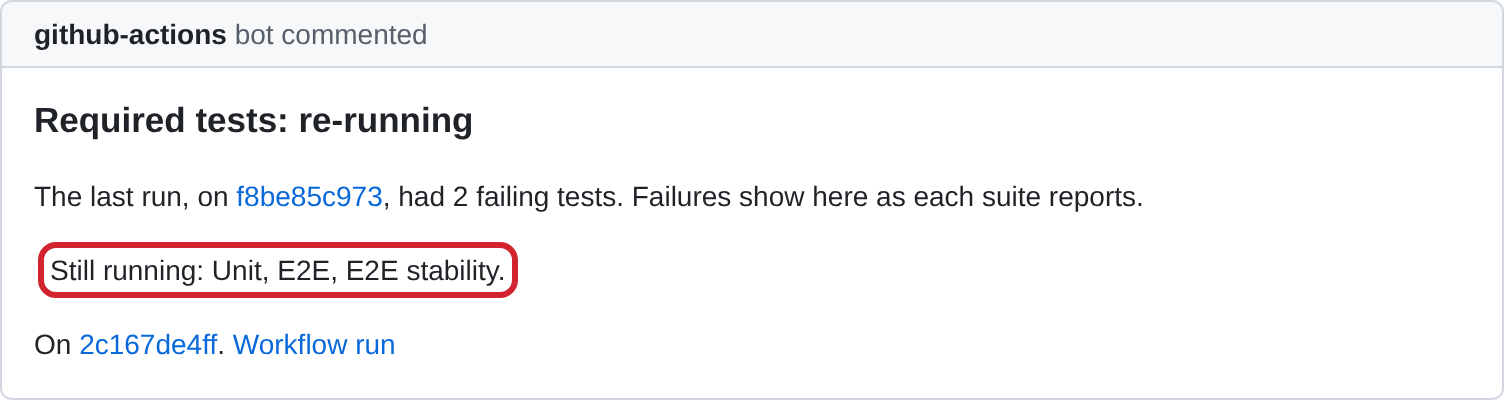 github-actions bot commented
Required tests: re-running
The last run, on f8be85c973, had 2 failing tests. Failures show here as each suite reports.
Still running: Unit, E2E, E2E stability.
On 2c167de4ff. Workflow run